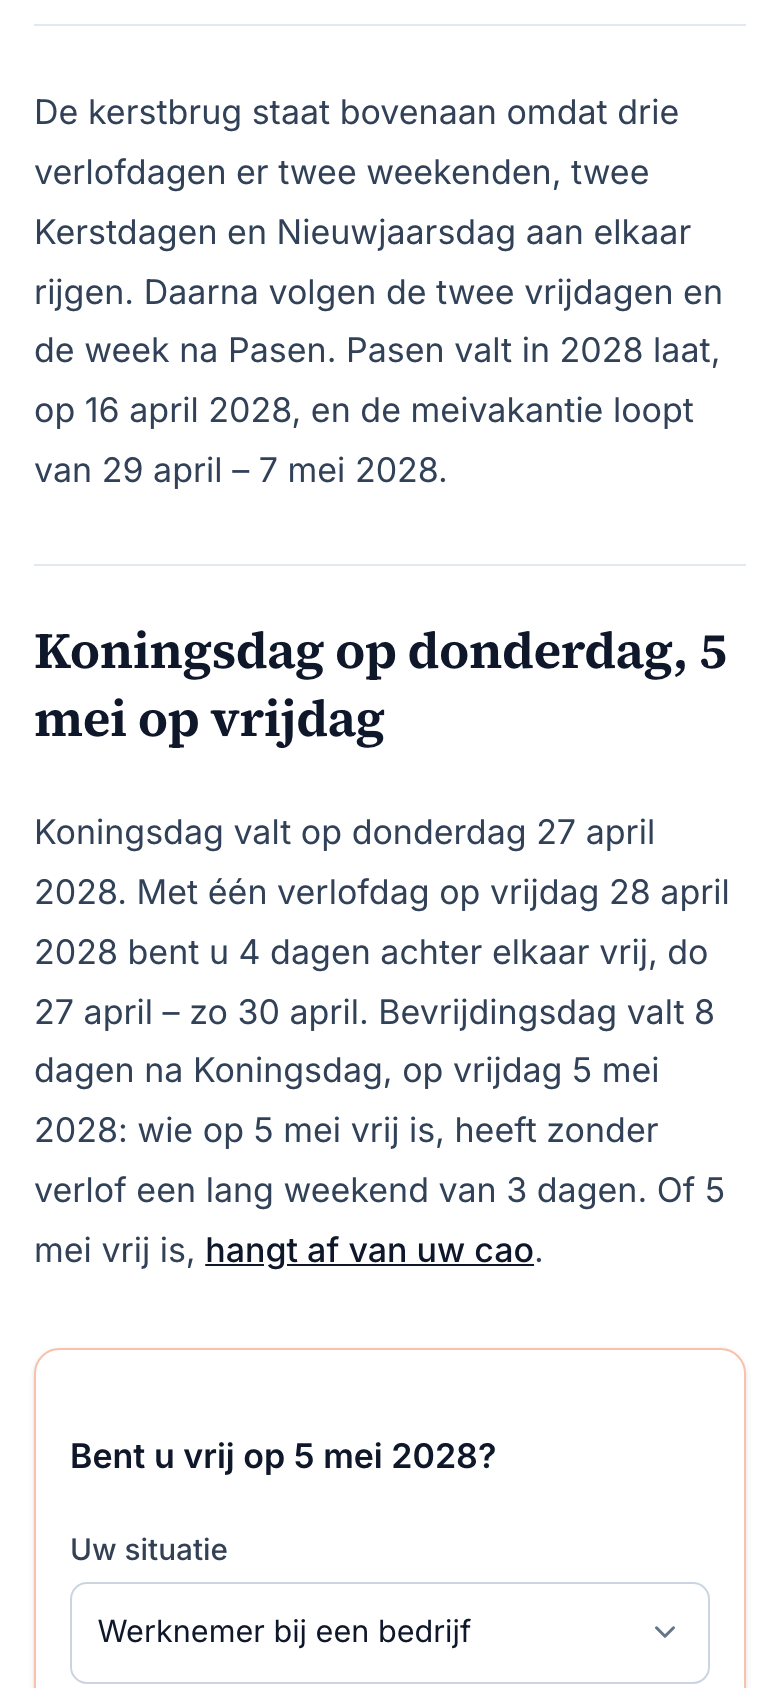 De kerstbrug staat bovenaan omdat drie
verlofdagen er twee weekenden, twee
Kerstdagen en Nieuwjaarsdag aan elkaar
rijgen. Daarna volgen de twee vrijdagen en
de week na Pasen. Pasen valt in 2028 laat,
op 16 april 2028, en de meivakantie loopt
van 29 april – 7 mei 2028.
Koningsdag op donderdag, 5
mei op vrijdag
Koningsdag valt op donderdag 27 april
2028. Met één verlofdag op vrijdag 28 april
2028 bent u 4 dagen achter elkaar vrij, do
27 april – zo 30 april. Bevrijdingsdag valt 8
dagen na Koningsdag, op vrijdag 5 mei
2028: wie op 5 mei vrij is, heeft zonder
verlof een lang weekend van 3 dagen. Of 5
mei vrij is, hangt af van uw cao.
Bent u vrij op 5 mei 2028?
Uw situatie
Werknemer bij een bedrijf